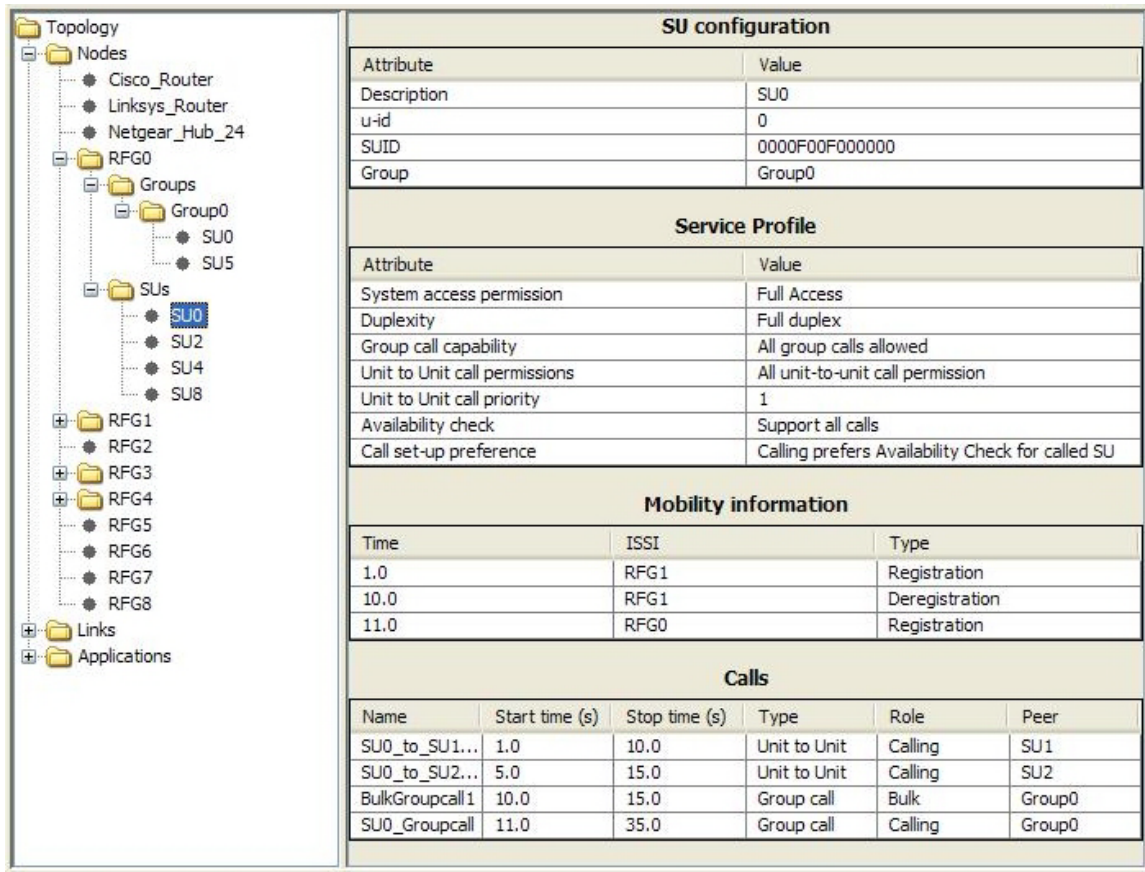 Topology
Nodes
Cisco_Router
Linksys_Router
Netgear_Hub_24
RFG0
Groups
Group0
SU0
SU5
SUs
SU0
SU2
SU4
SU8
RFG1
RFG2
RFG3
RFG4
RFG5
RFG6
RFG7
RFG8
Links
Applications
SU configuration
Attribute Value
Description SU0
u-id 0
SUID 0000F00F000000
Group Group0
Service Profile
Attribute Value
System access permission Full Access
Duplexity Full duplex
Group call capability All group calls allowed
Unit to Unit call permissions All unit-to-unit call permission
Unit to Unit call priority 1
Availability check Support all calls
Call set-up preference Calling prefers Availability Check for called SU
Mobility information
Time ISSI Type
1.0 RFG1 Registration
10.0 RFG1 Deregistration
11.0 RFG0 Registration
Calls
Name Start time (s) Stop time (s) Type Role Peer
SU0_to_SU1... 1.0 10.0 Unit to Unit Calling SU1
SU0_to_SU2... 5.0 15.0 Unit to Unit Calling SU2
BulkGroupcall1 10.0 15.0 Group call Bulk Group0
SU0_Groupcall 11.0 35.0 Group call Calling Group0